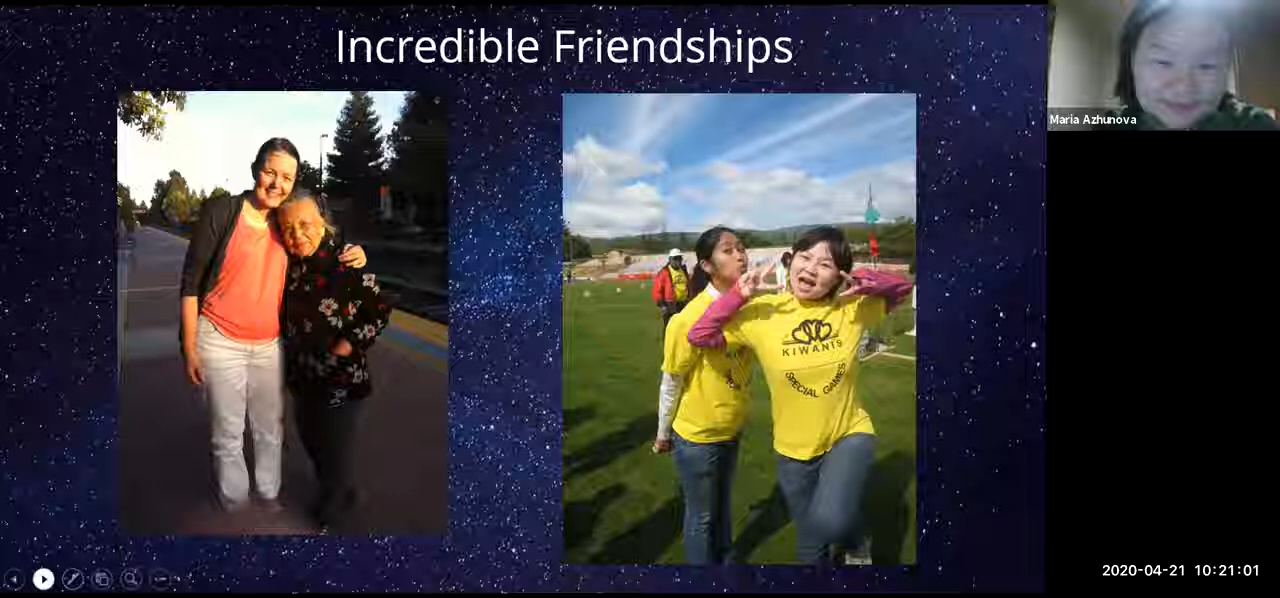 Incredible Friendships
Maria Azhunova
KIWANIS
SPECIAL GAMES
2020-04-21 10:21:01